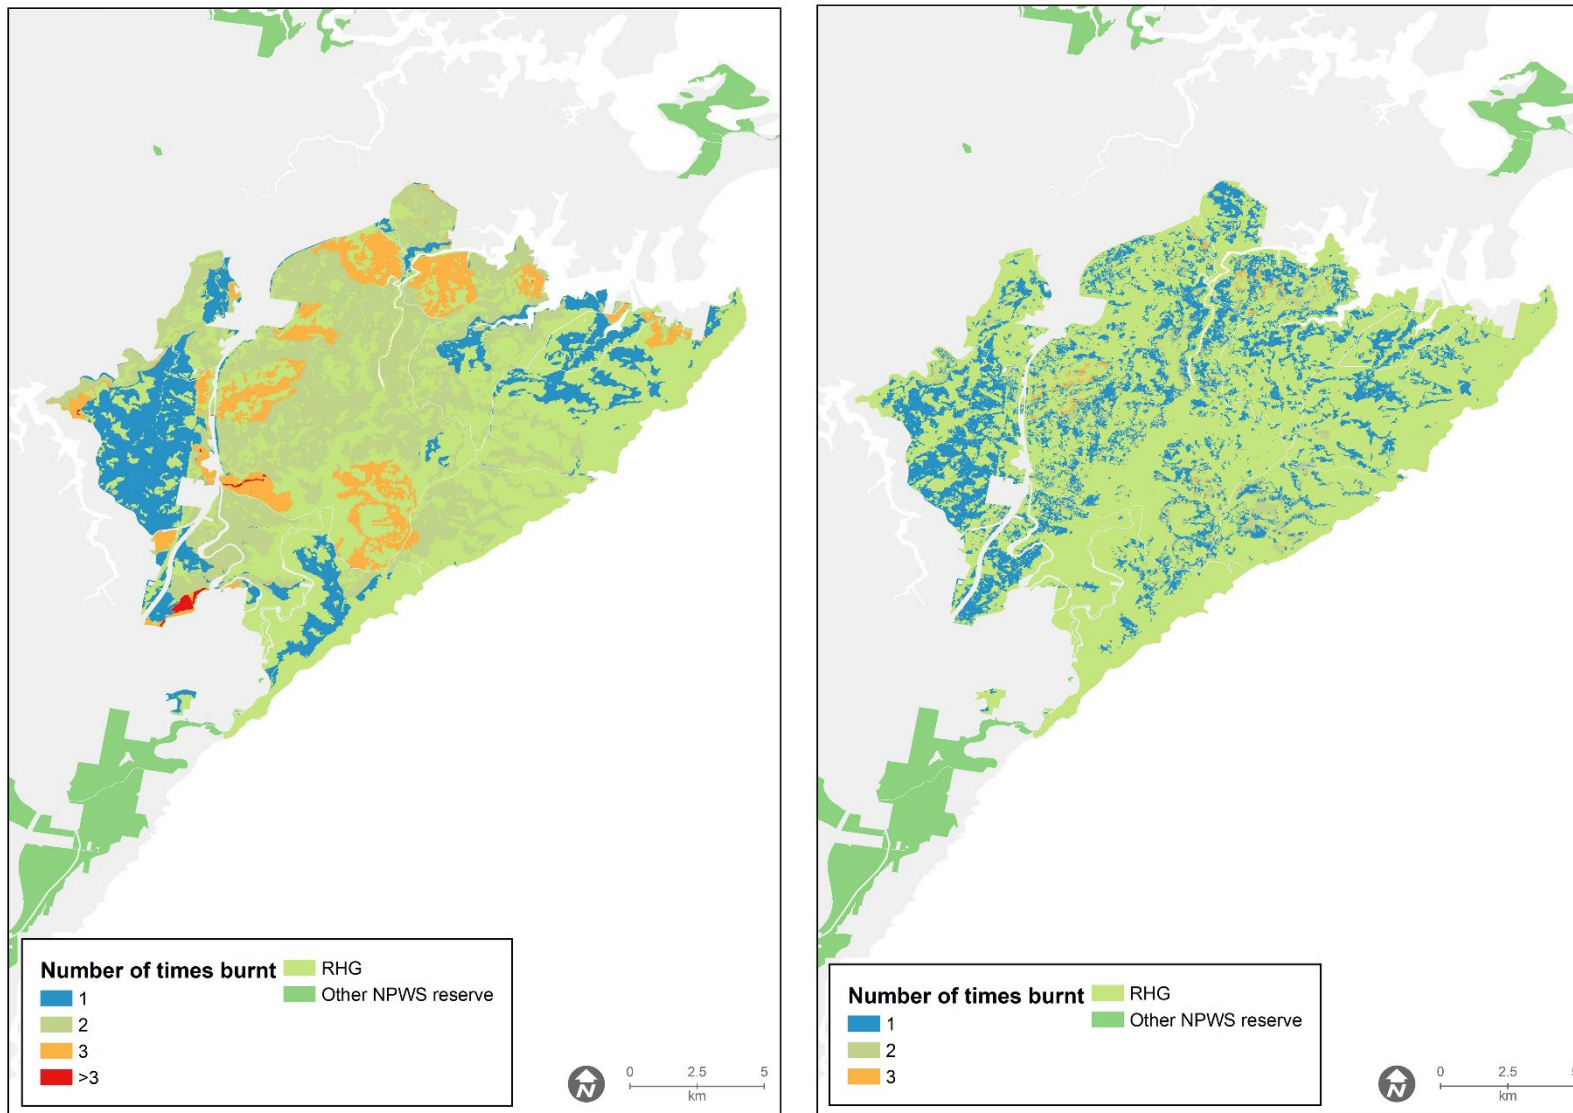 Number of times burnt
1
2
3
>3
RHG
Other NPWS reserve
N
0 2.5 5
km
Number of times burnt
1
2
3
RHG
Other NPWS reserve
N
0 2.5 5
km